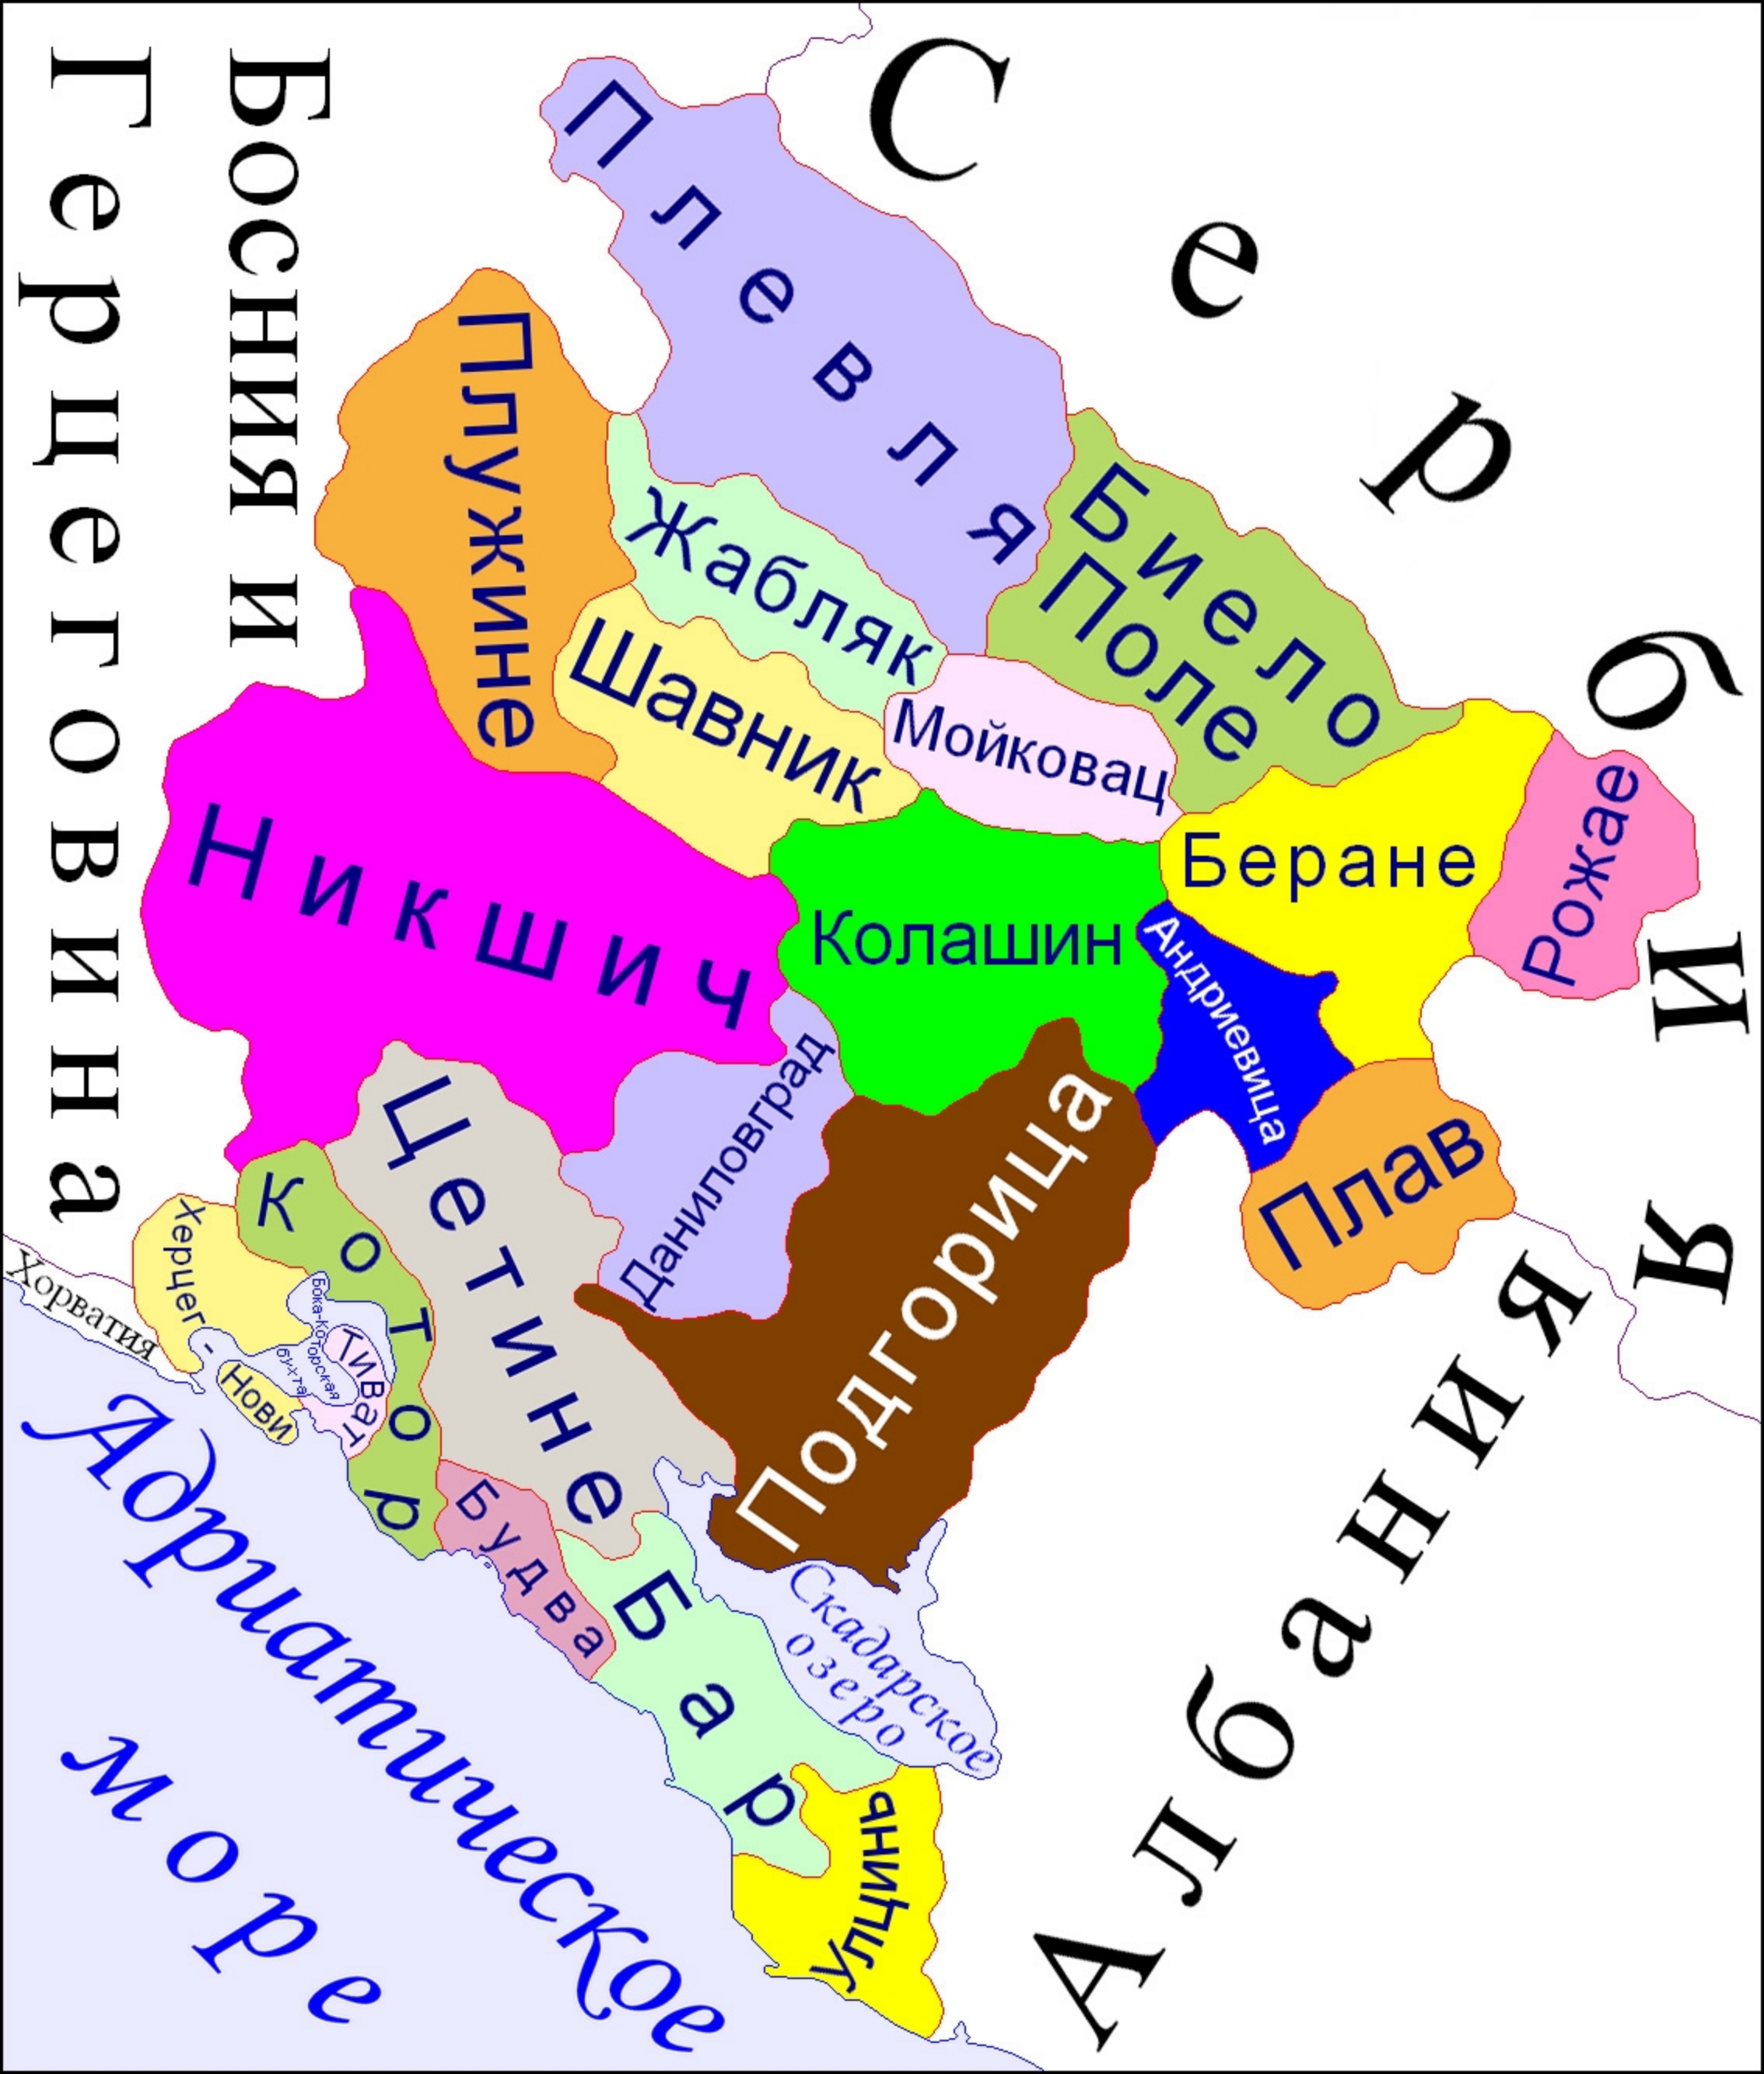 Босния и
Герцеговина
Сербия
Плевля
Плужине
Жабляк
Биело
Поле
Шавник
Мойковац
Рожае
Беране
Никшич
Колашин
Андриевица
Даниловград
Цетине
Плав
Подгорица
Котор
Херцег-
Нови
Бока-Которская
бухта
Тиват
Хорватия
Будва
Бар
Скадарское
озеро
Улцинь
Албания
Адриатическое
море